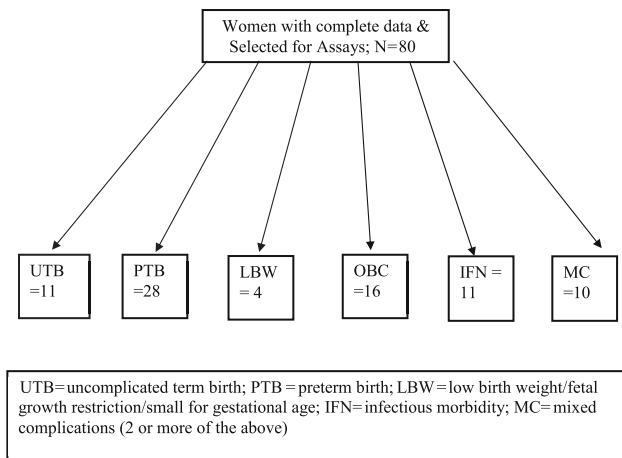 Women with complete data &
Selected for Assays; N=80
UTB
=11
PTB
=28
LBW
= 4
OBC
=16
IFN =
11
MC
=10
UTB=uncomplicated term birth; PTB = preterm birth; LBW=low birth weight/fetal
growth restriction/small for gestational age; IFN=infectious morbidity; MC=mixed
complications (2 or more of the above)